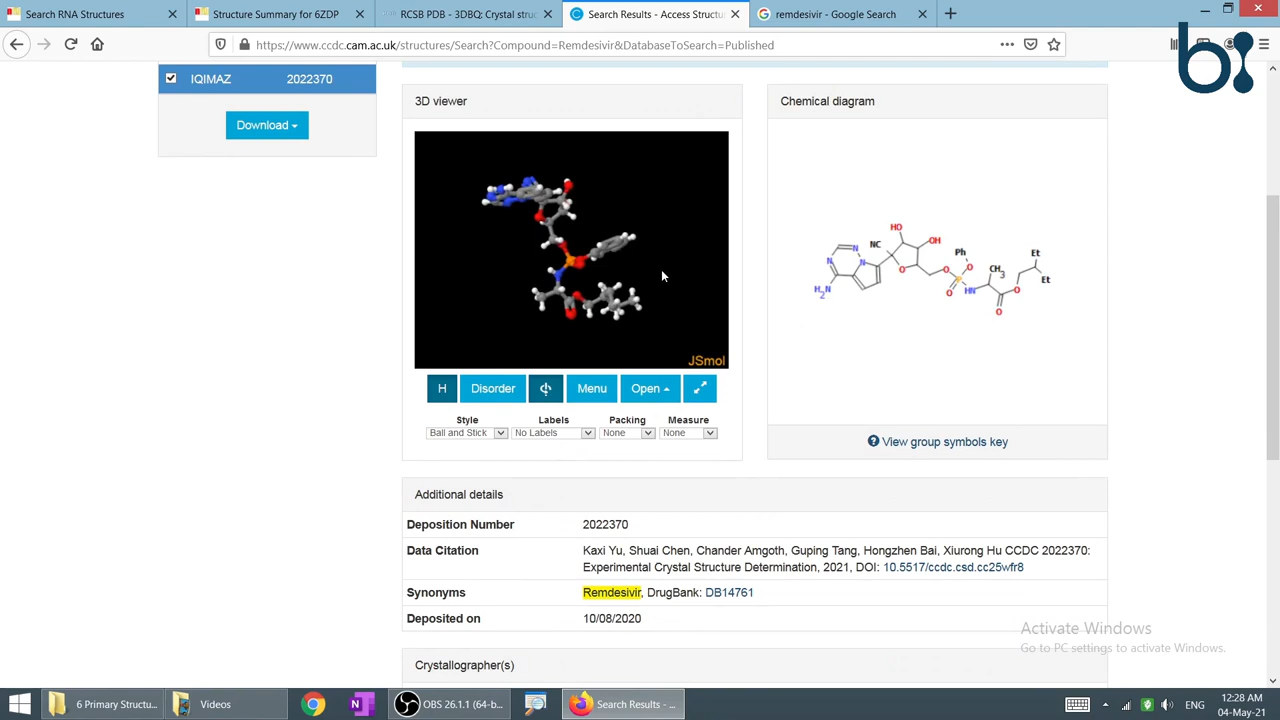 Search RNA Structures
Structure Summary for 6ZDP
RCSB PDB - 3DBQ: Crystal struc
Search Results - Access Structu
remdesivir - Google Search
https://www.ccdc.cam.ac.uk/structures/Search?Compound=Remdesivir&DatabaseToSearch=Published
b
IQIMAZ 2022370
Download
3D viewer
Chemical diagram
JSmol
HO
OH
NC
N
N
N
H2N
O
O
Ph
O
P
O
HN
CH3
O
O
Et
Et
H Disorder Menu Open
Style Labels Packing Measure
Ball and Stick No Labels None None
View group symbols key
Additional details
Deposition Number 2022370
Data Citation Kaxi Yu, Shuai Chen, Chander Amgoth, Guping Tang, Hongzhen Bai, Xiurong Hu CCDC 2022370:
Experimental Crystal Structure Determination, 2021, DOI: 10.5517/ccdc.csd.cc25wfr8
Synonyms Remdesivir, DrugBank: DB14761
Deposited on 10/08/2020
Crystallographer(s)
Activate Windows
Go to PC settings to activate Windows.
6 Primary Structu...
Videos
OBS 26.1.1 (64-b...
Search Results - ...
ENG
12:28 AM
04-May-21